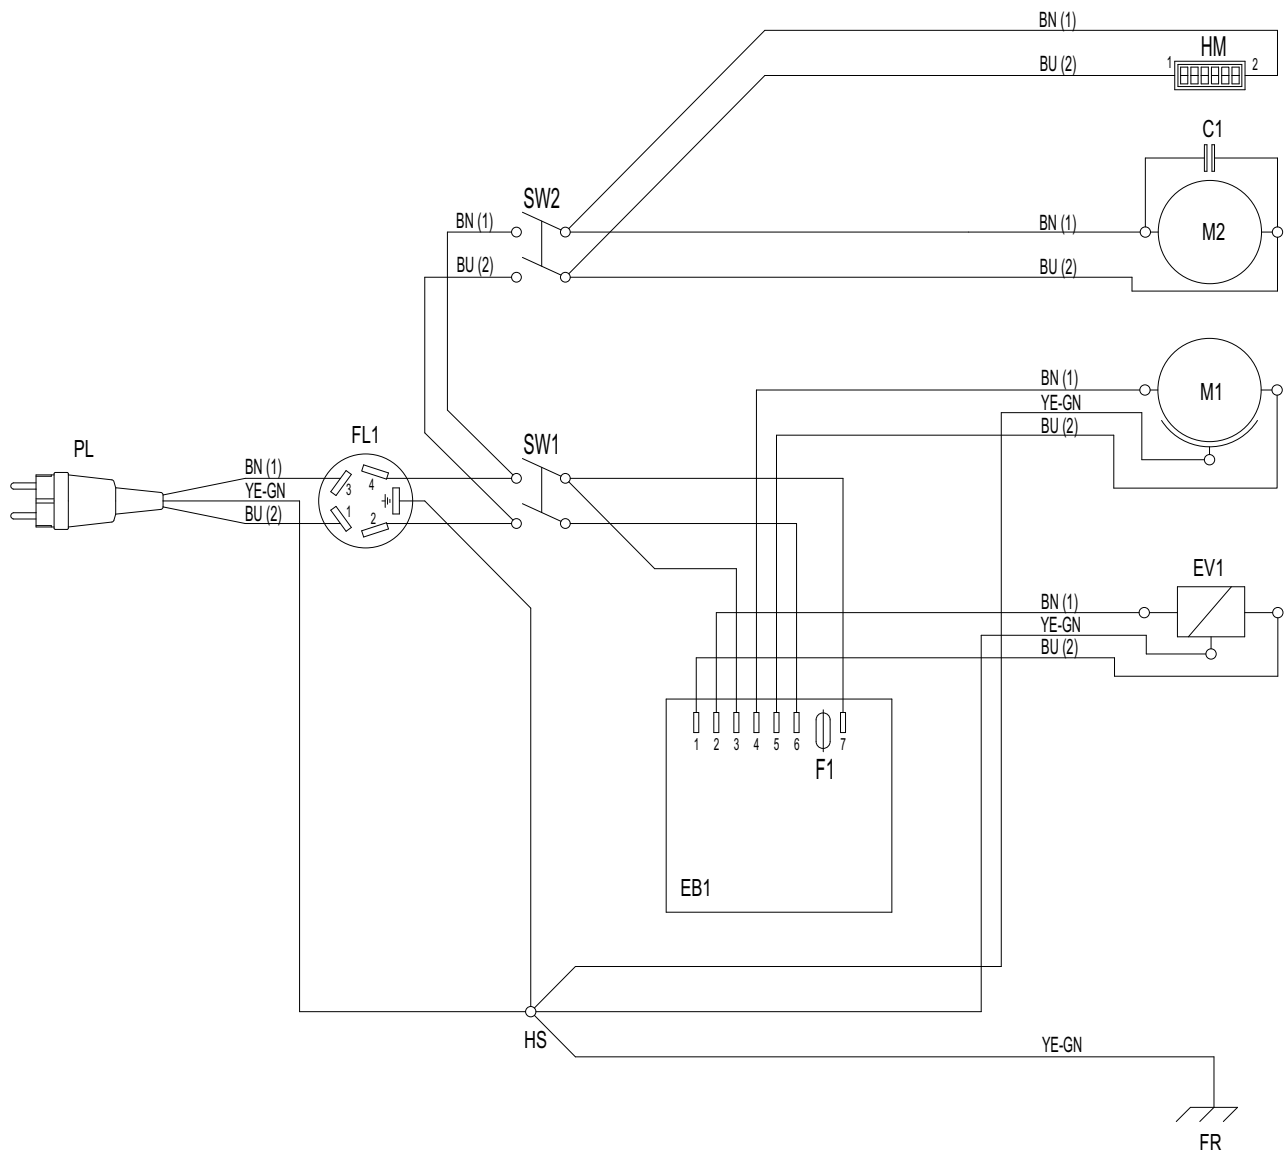 BN (1)
HM
BU (2)
1
2
C1
SW2
BN (1)
BN (1)
M2
BU (2)
BU (2)
BN (1)
M1
YE-GN
BU (2)
PL
FL1
SW1
BN (1)
3
4
YE-GN
BU (2)
1
2
EV1
BN (1)
YE-GN
BU (2)
1
2
3
4
5
6
7
F1
EB1
HS
YE-GN
FR